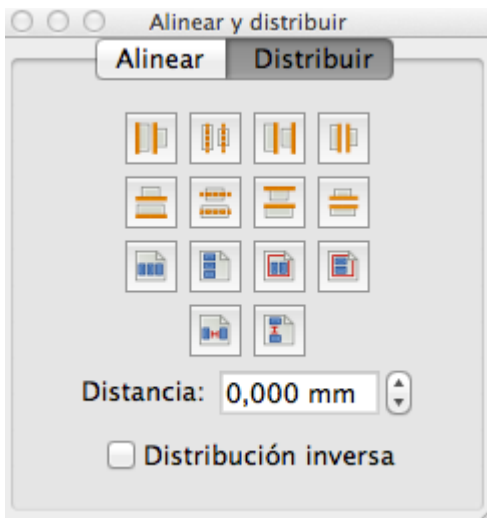 Alinear y distribuir
Alinear Distribuir
Distancia: 0,000 mm
Distribución inversa